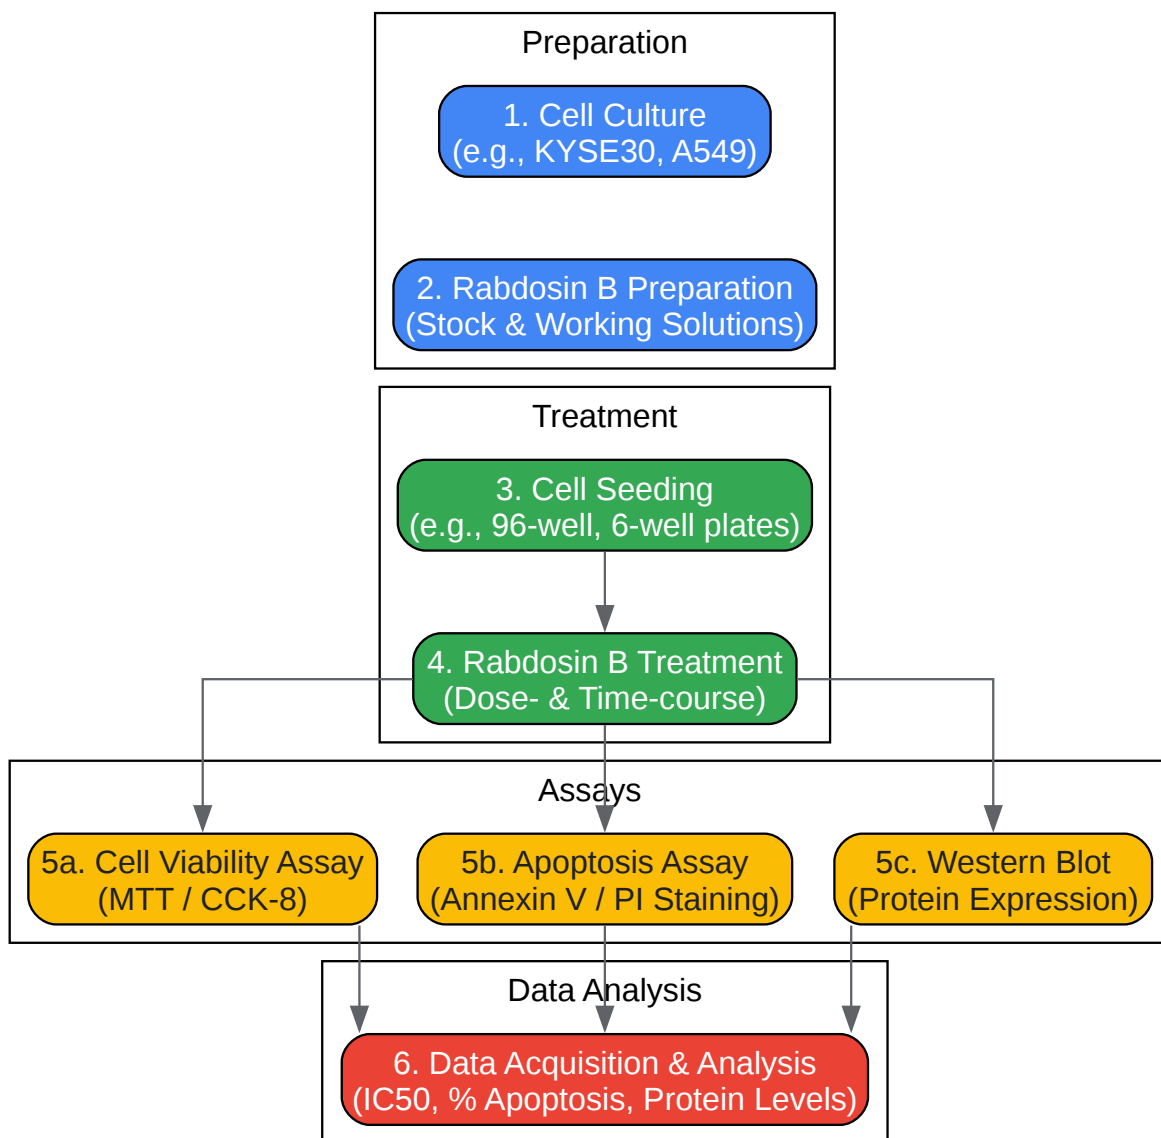 Preparation
1. Cell Culture
(e.g., KYSE30, A549)
2. Rabdosin B Preparation
(Stock & Working Solutions)
Treatment
3. Cell Seeding
(e.g., 96-well, 6-well plates)
4. Rabdosin B Treatment
(Dose- & Time-course)
Assays
5a. Cell Viability Assay
(MTT / CCK-8)
5b. Apoptosis Assay
(Annexin V / PI Staining)
5c. Western Blot
(Protein Expression)
Data Analysis
6. Data Acquisition & Analysis
(IC50, % Apoptosis, Protein Levels)